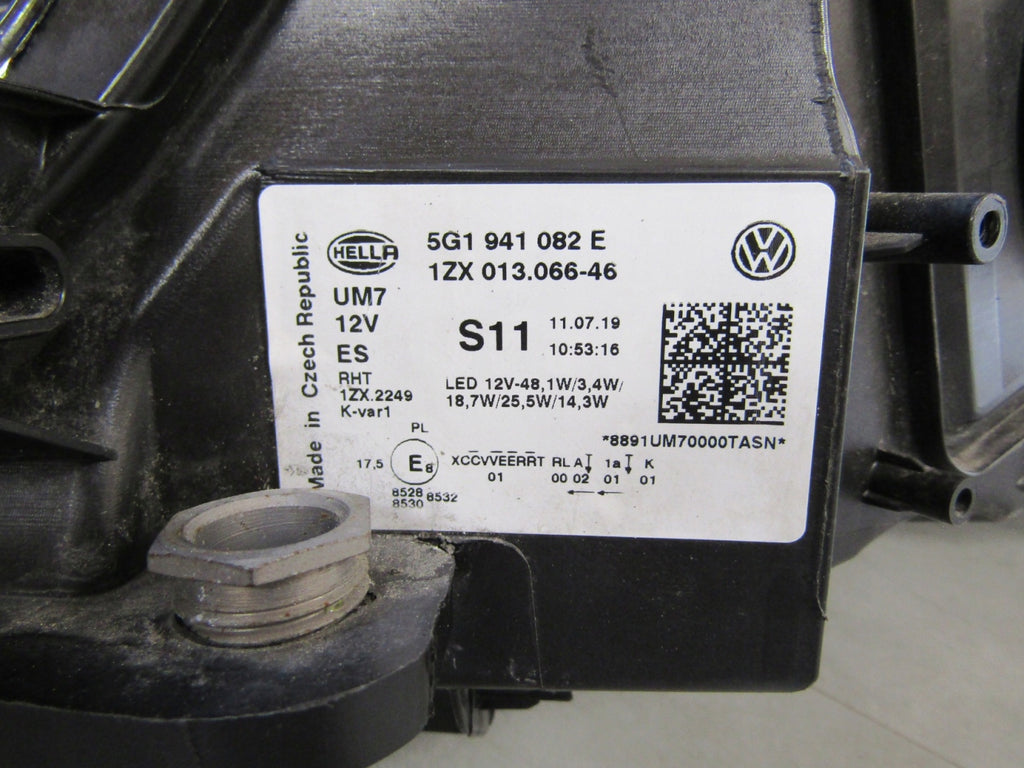 Made in Czech Republic
HELLA
5G1 941 082 E
1ZX 013.066-46
VW
UM7
12V
ES
RHT
1ZX.2249
K-var1
S11
11.07.19
10:53:16
LED 12V-48,1W/3,4W/
18,7W/25,5W/14,3W
*8891UM70000TASN*
PL
17,5
E8
XCCVVEERRT RL A 1a K
01 00 02 01 01
8528 8532
8530